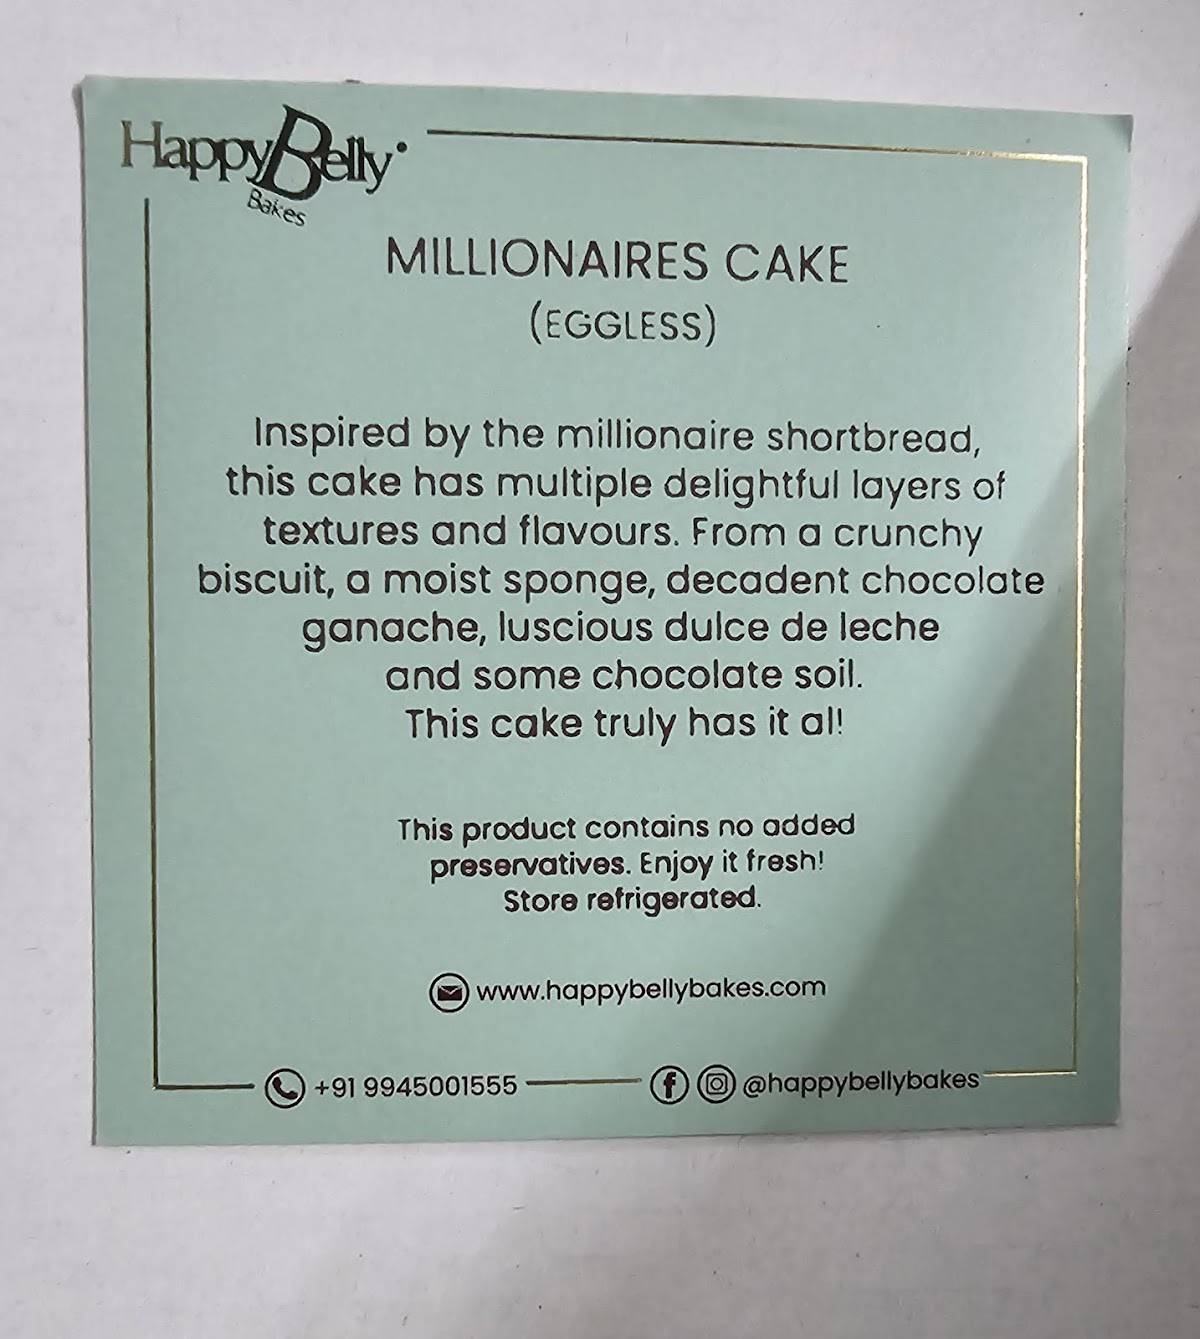 HappyBelly
Bakes
MILLIONAIRES CAKE
(EGGLESS)
Inspired by the millionaire shortbread,
this cake has multiple delightful layers of
textures and flavours. From a crunchy
biscuit, a moist sponge, decadent chocolate
ganache, luscious dulce de leche
and some chocolate soil.
This cake truly has it al!
This product contains no added
preservatives. Enjoy it fresh!
Store refrigerated.
www.happybellybakes.com
+91 9945001555 @happybellybakes